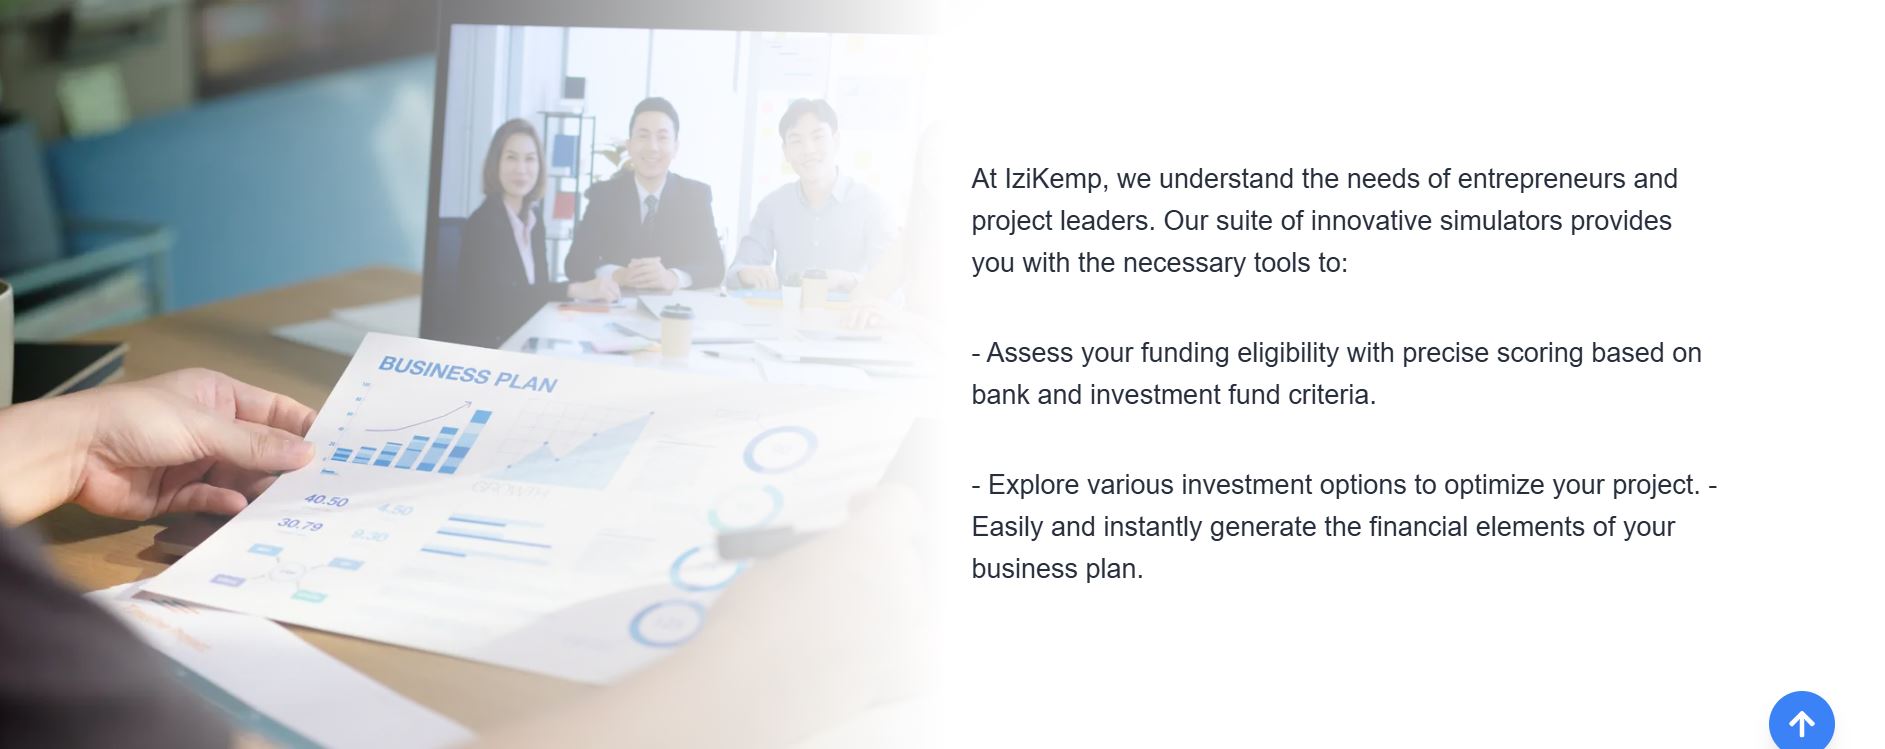 At IziKemp, we understand the needs of entrepreneurs and
project leaders. Our suite of innovative simulators provides
you with the necessary tools to:
- Assess your funding eligibility with precise scoring based on
bank and investment fund criteria.
- Explore various investment options to optimize your project. -
Easily and instantly generate the financial elements of your
business plan.
BUSINESS PLAN
GROWTH
40.50
4.50
30.79
9.30